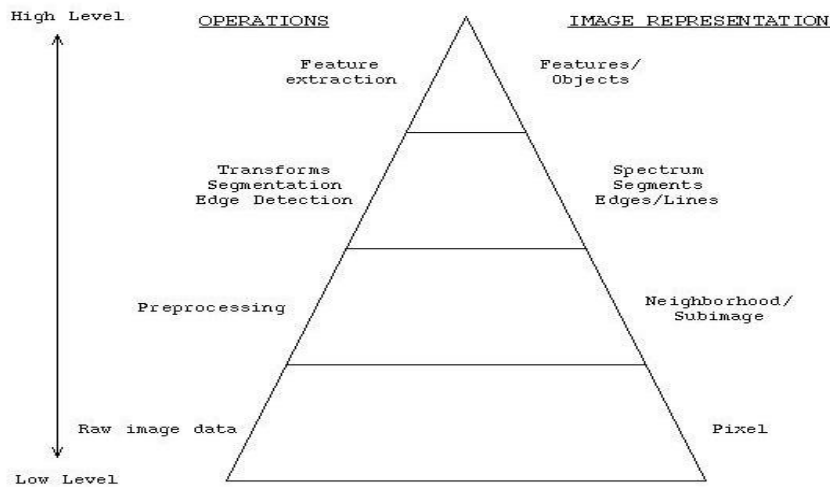 High Level
OPERATIONS
IMAGE REPRESENTATION
Feature
extraction
Features/
Objects
Transforms
Segmentation
Edge Detection
Spectrum
Segments
Edges/Lines
Preprocessing
Neighborhood/
Subimage
Raw image data
Pixel
Low Level